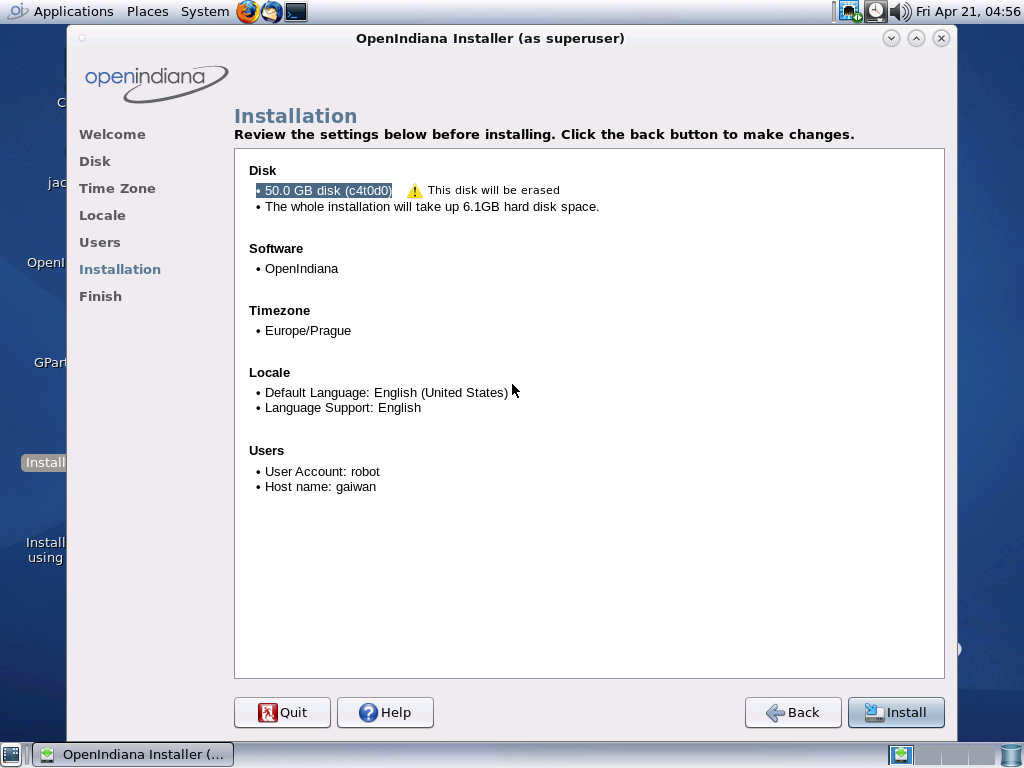 Applications Places System Fri Apr 21, 04:56
OpenIndiana Installer (as superuser)
openindiana
Welcome
Disk
Time Zone
Locale
Users
Installation
Finish
Installation
Review the settings below before installing. Click the back button to make changes.
Disk
• 50.0 GB disk (c4t0d0) This disk will be erased
• The whole installation will take up 6.1GB hard disk space.
Software
• OpenIndiana
Timezone
• Europe/Prague
Locale
• Default Language: English (United States)
• Language Support: English
Users
• User Account: robot
• Host name: gaiwan
Quit Help Back Install
C
jac
OpenI
GPart
Install
Install
using
OpenIndiana Installer (...